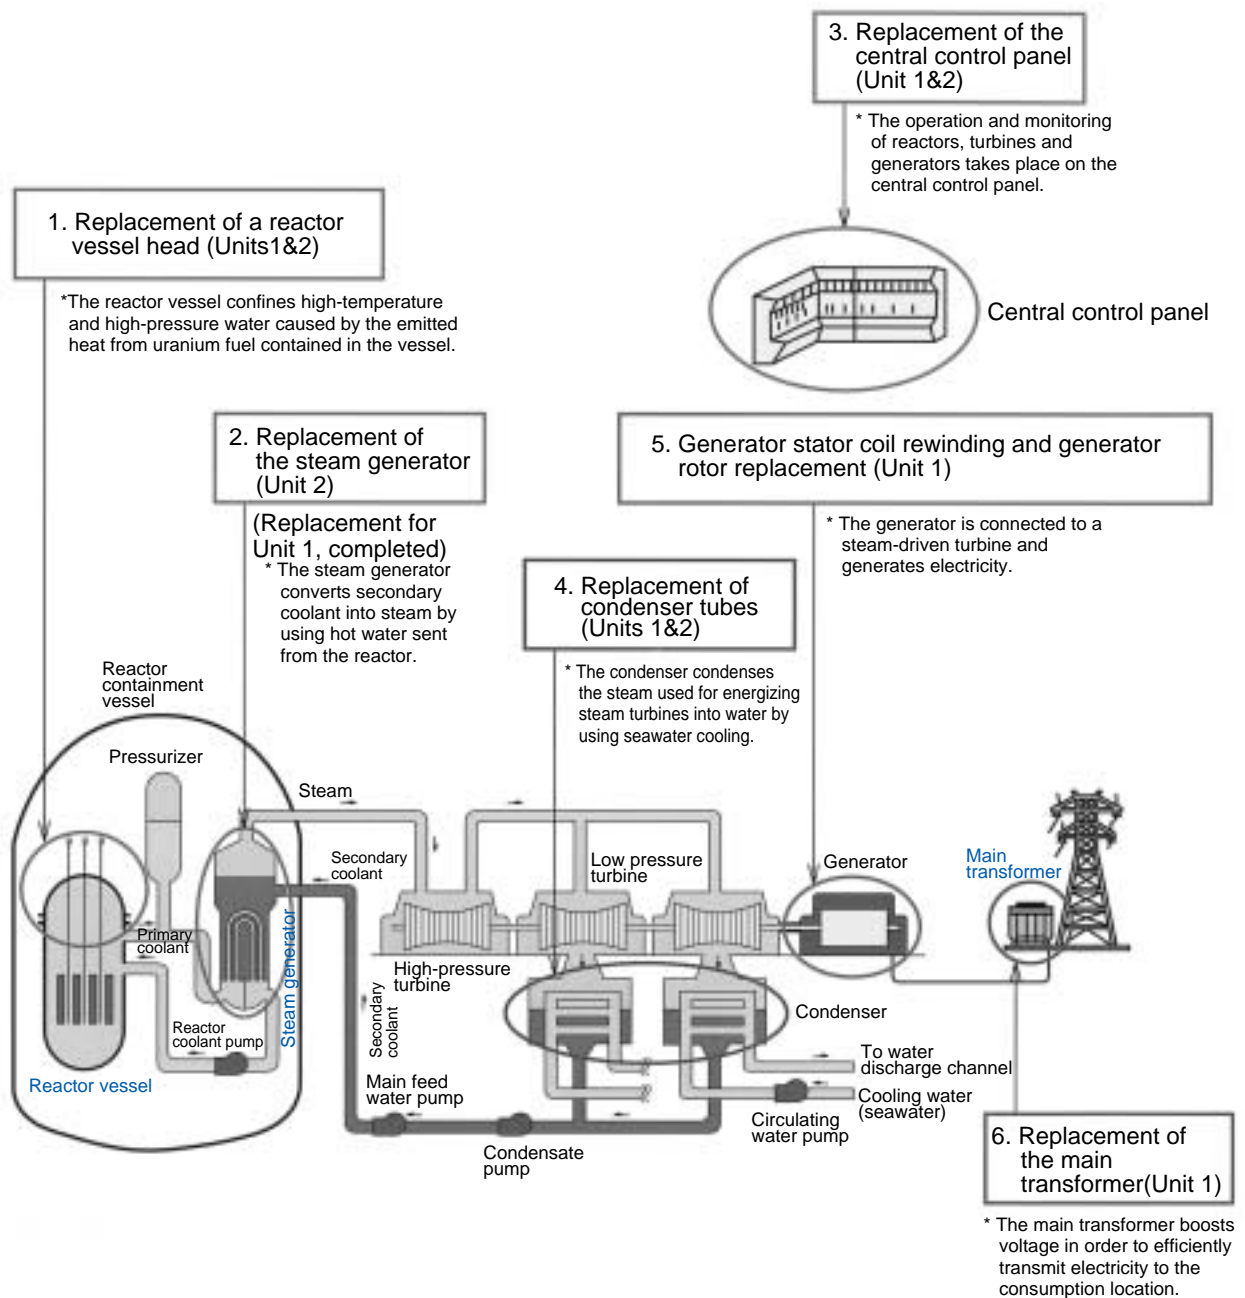 3. Replacement of the
central control panel
(Unit 1&2)
* The operation and monitoring
of reactors, turbines and
generators takes place on the
central control panel.
1. Replacement of a reactor
vessel head (Units1&2)
*The reactor vessel confines high-temperature
and high-pressure water caused by the emitted
heat from uranium fuel contained in the vessel.
Central control panel
2. Replacement of
the steam generator
(Unit 2)
(Replacement for
Unit 1, completed)
* The steam generator
converts secondary
coolant into steam by
using hot water sent
from the reactor.
5. Generator stator coil rewinding and generator
rotor replacement (Unit 1)
* The generator is connected to a
steam-driven turbine and
generates electricity.
4. Replacement of
condenser tubes
(Units 1&2)
* The condenser condenses
the steam used for energizing
steam turbines into water by
using seawater cooling.
Reactor
containment
vessel
Pressurizer
Steam
Secondary
coolant
Low pressure
turbine
Generator
Main
transformer
Primary
coolant
Steam generator
High-pressure
turbine
Secondary
coolant
Condenser
Reactor
coolant pump
Reactor vessel
Main feed
water pump
To water
discharge channel
Cooling water
(seawater)
Circulating
water pump
Condensate
pump
6. Replacement of
the main
transformer(Unit 1)
* The main transformer boosts
voltage in order to efficiently
transmit electricity to the
consumption location.